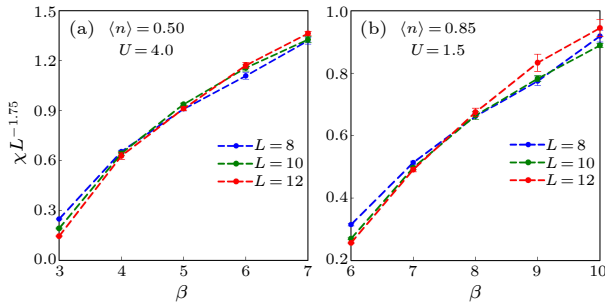 (a) ⟨n⟩ = 0.50
U = 4.0
L = 8
L = 10
L = 12
χL^{−1.75}
0.0
0.3
0.6
0.9
1.2
1.5
3 4 5 6 7
β
(b) ⟨n⟩ = 0.85
U = 1.5
L = 8
L = 10
L = 12
0.2
0.4
0.6
0.8
1.0
6 7 8 9 10
β